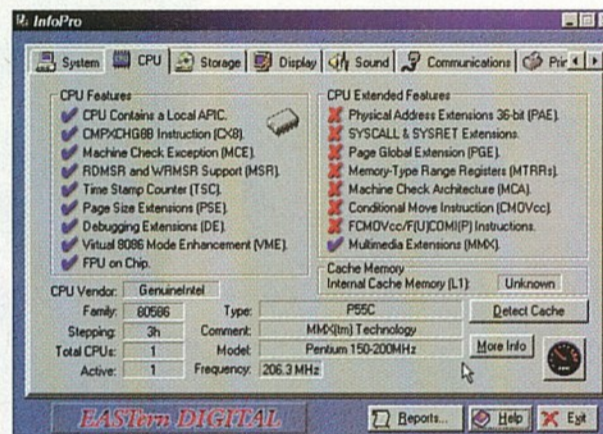 InfoPro
System CPU Storage Display Sound Communications Prir
CPU Features
CPU Contains a Local APIC.
CMPXCHG8B Instruction (CX8).
Machine Check Exception (MCE).
RDMSR and WRMSR Support (MSR).
Time Stamp Counter (TSC).
Page Size Extensions (PSE).
Debugging Extensions (DE).
Virtual 8086 Mode Enhancement (VME).
FPU on Chip.
CPU Extended Features
Physical Address Extensions 36-bit (PAE).
SYSCALL & SYSRET Extensions.
Page Global Extension (PGE).
Memory-Type Range Registers (MTRRs).
Machine Check Architecture (MCA).
Conditional Move Instruction (CMOVcc).
FCMOVcc/F(U)COMI(P) Instructions.
Multimedia Extensions (MMX).
Cache Memory
Internal Cache Memory (L1): Unknown
CPU Vendor: GenuineIntel
Family: 80586 Type: P55C Detect Cache
Stepping: 3h Comment: MMX(tm) Technology
Total CPUs: 1 Model: Pentium 150-200MHz More Info
Active: 1 Frequency: 206.3 MHz
EASTern DIGITAL Reports... Help Exit